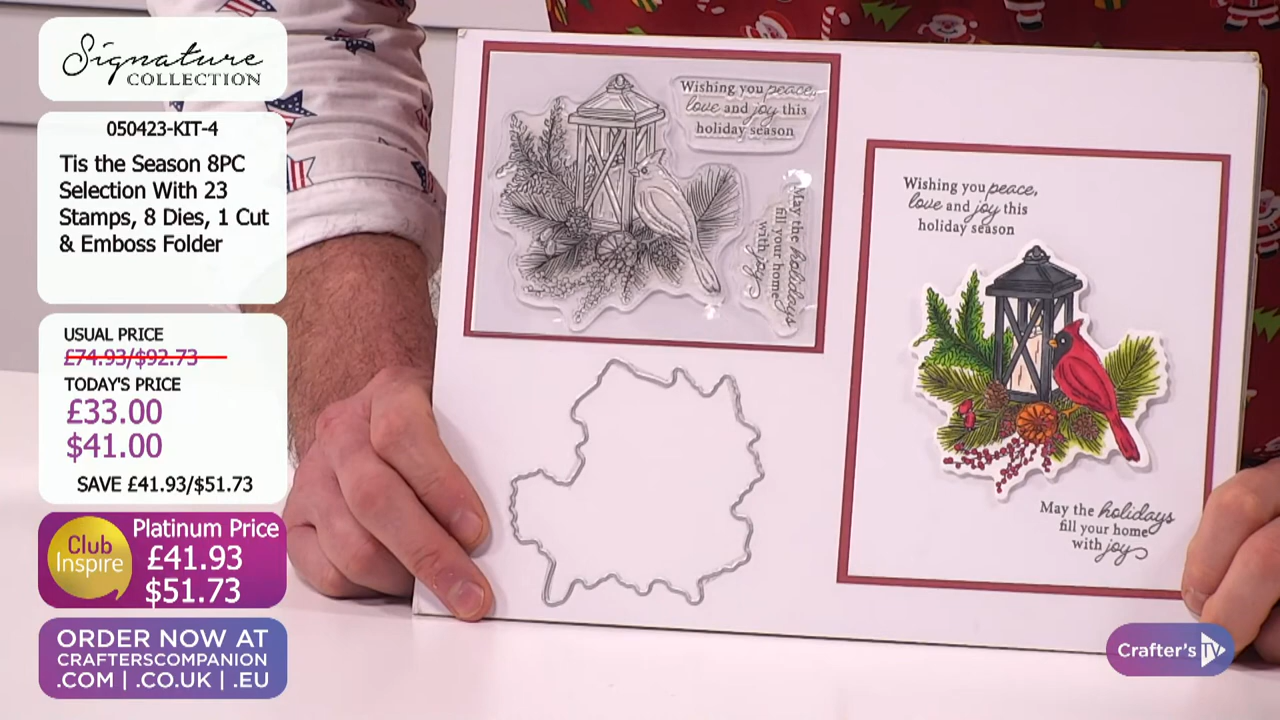 Signature
COLLECTION
050423-KIT-4
Tis the Season 8PC
Selection With 23
Stamps, 8 Dies, 1 Cut
& Emboss Folder
USUAL PRICE
£74.93/$92.73
TODAY'S PRICE
£33.00
$41.00
SAVE £41.93/$51.73
Club
Inspire
Platinum Price
£41.93
$51.73
ORDER NOW AT
CRAFTERSCOMPANION
.COM | .CO.UK | .EU
Wishing you peace,
love and joy this
holiday season
May the holidays
fill your home
with joy
Wishing you peace,
love and joy this
holiday season
May the holidays
fill your home
with joy
Crafter's TV